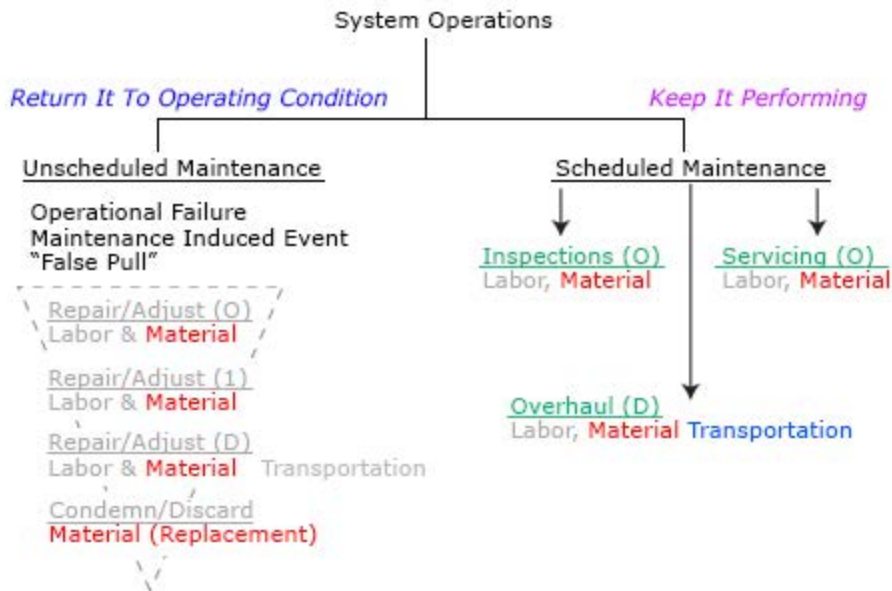 System Operations
Return It To Operating Condition
Keep It Performing
Unscheduled Maintenance
Operational Failure
Maintenance Induced Event
“False Pull”
Repair/Adjust (O)
Labor & Material
Repair/Adjust (1)
Labor & Material
Repair/Adjust (D)
Labor & Material Transportation
Condemn/Discard
Material (Replacement)
Scheduled Maintenance
Inspections (O)
Labor, Material
Servicing (O)
Labor, Material
Overhaul (D)
Labor, Material Transportation